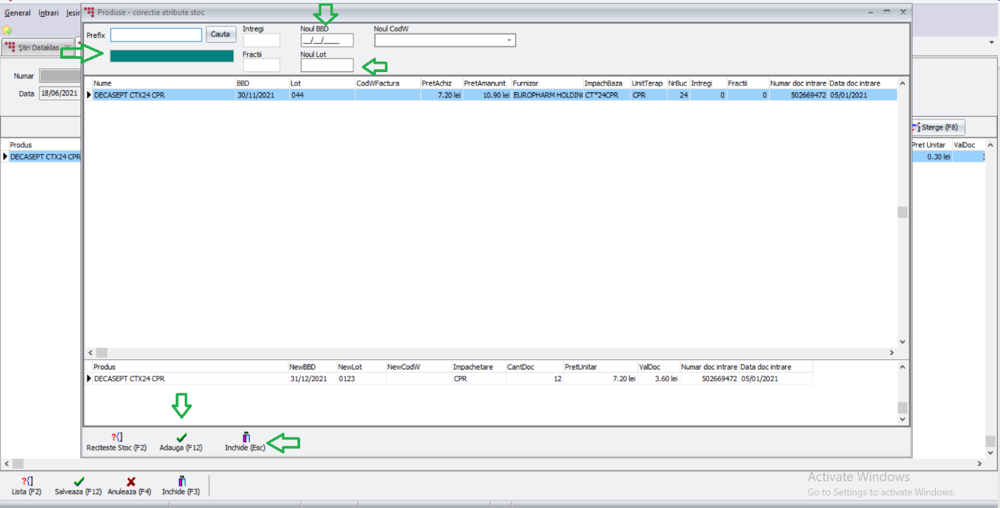 General Intrari
Produse - corectie atribute stoc
Prefix
Cauta
Intregi
Noul BBD
Noul CodW
__/__/____
Fractii
Noul Lot
Știri Dataklas
Numar
Data 18/06/2021
Nume BBD Lot CodWFactura PretAchiz PretAmanunt Furnizor ImpachBaza UnitTerap NrBuc Intregi Fractii Numar doc intrare Data doc intrare
DECASEPT CTX24 CPR 30/11/2021 044 7.20 lei 10.90 lei EUROPHARM HOLDING CT*24CPR CPR 24 0 0 502669472 05/01/2021
Sterge (F8)
Produs
DECASEPT CTX24 CPR
Pret Unitar ValDoc
0.30 lei
Produs NewBBD NewLot NewCodW Impachetare CantDoc PretUnitar ValDoc Numar doc intrare Data doc intrare
DECASEPT CTX24 CPR 31/12/2021 0123 CPR 12 7.20 lei 3.60 lei 502669472 05/01/2021
Reciteste Stoc (F2) Adauga (F12) Inchide (Esc)
Lista (F2) Salveaza (F12) Anuleaza (F4) Inchide (F3)
Activate Windows
Go to Settings to activate Windows.